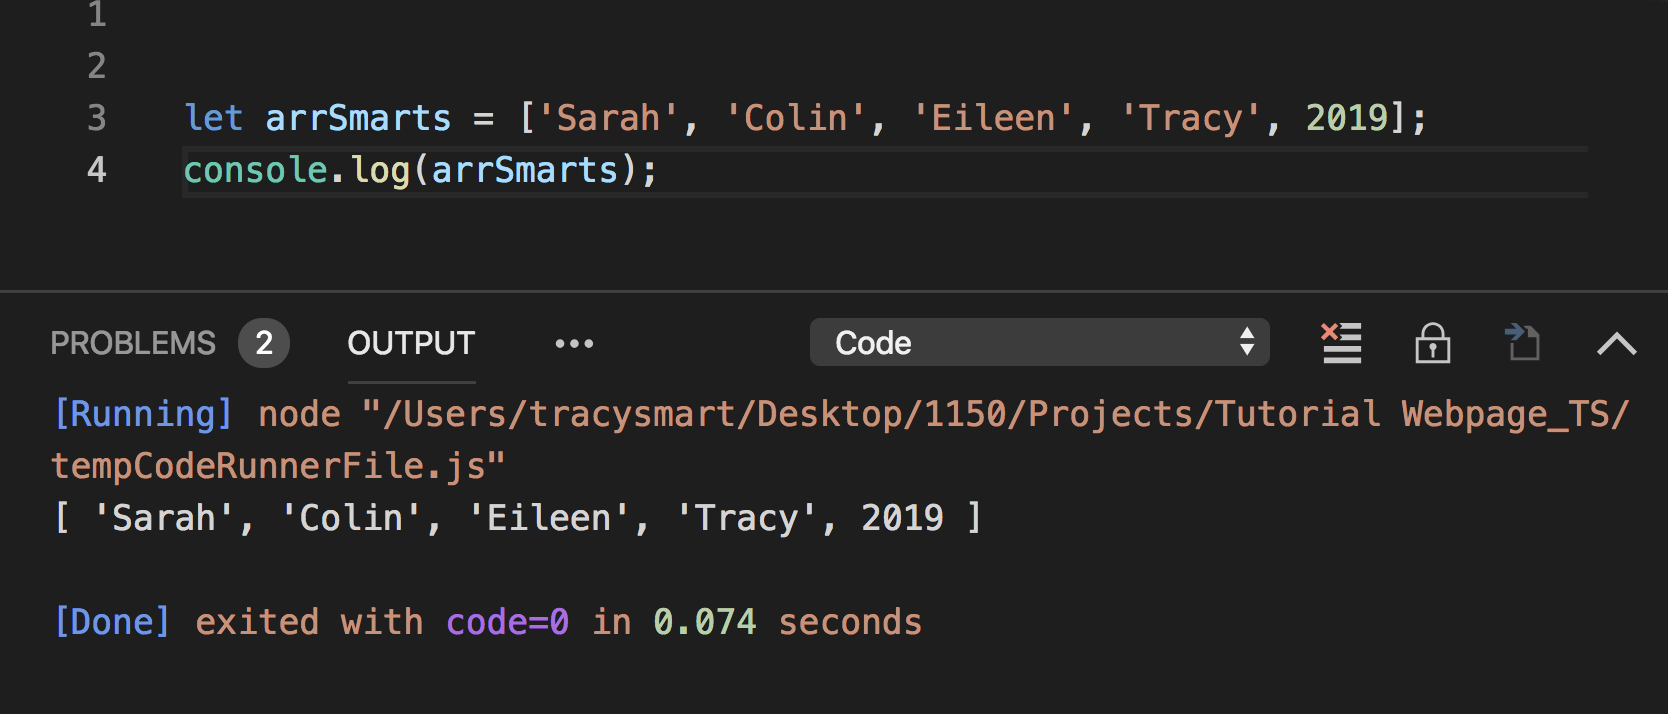 1
2
3 let arrSmarts = ['Sarah', 'Colin', 'Eileen', 'Tracy', 2019];
4 console.log(arrSmarts);
PROBLEMS 2 OUTPUT ••• Code
[Running] node "/Users/tracysmart/Desktop/1150/Projects/Tutorial Webpage_TS/
tempCodeRunnerFile.js"
[ 'Sarah', 'Colin', 'Eileen', 'Tracy', 2019 ]
[Done] exited with code=0 in 0.074 seconds